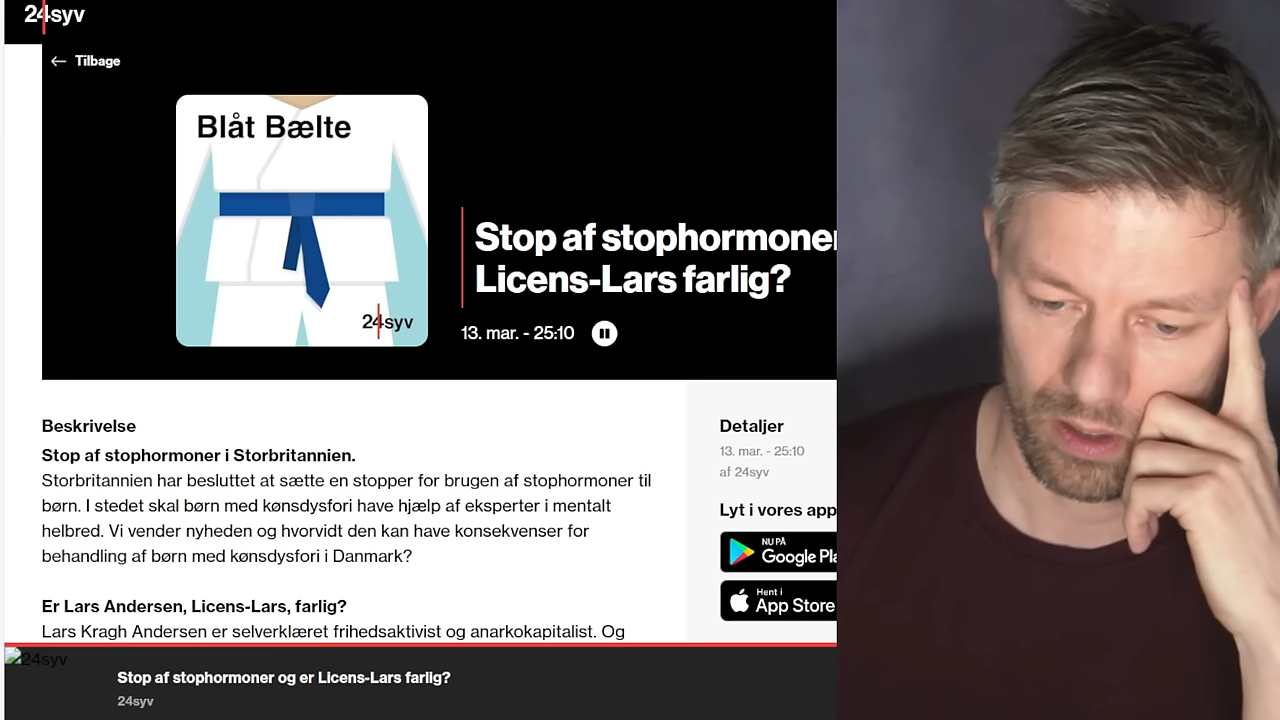 24syv
Tilbage
Blåt Bælte
24syv
Stop af stophormoner
Licens-Lars farlig?
13. mar. - 25:10
Beskrivelse
Stop af stophormoner i Storbritannien.
Storbritannien har besluttet at sætte en stopper for brugen af stophormoner til
børn. I stedet skal børn med kønsdysfori have hjælp af eksperter i mentalt
helbred. Vi vender nyheden og hvorvidt den kan have konsekvenser for
behandling af børn med kønsdysfori i Danmark?
Er Lars Andersen, Licens-Lars, farlig?
Lars Kragh Andersen er selverklæret frihedsaktivist og anarkokapitalist. Og
Detaljer
13. mar. - 25:10
af 24syv
Lyt i vores app
NU PÅ
Google Pla
Hent i
App Store
24syv
Stop af stophormoner og er Licens-Lars farlig?
24syv